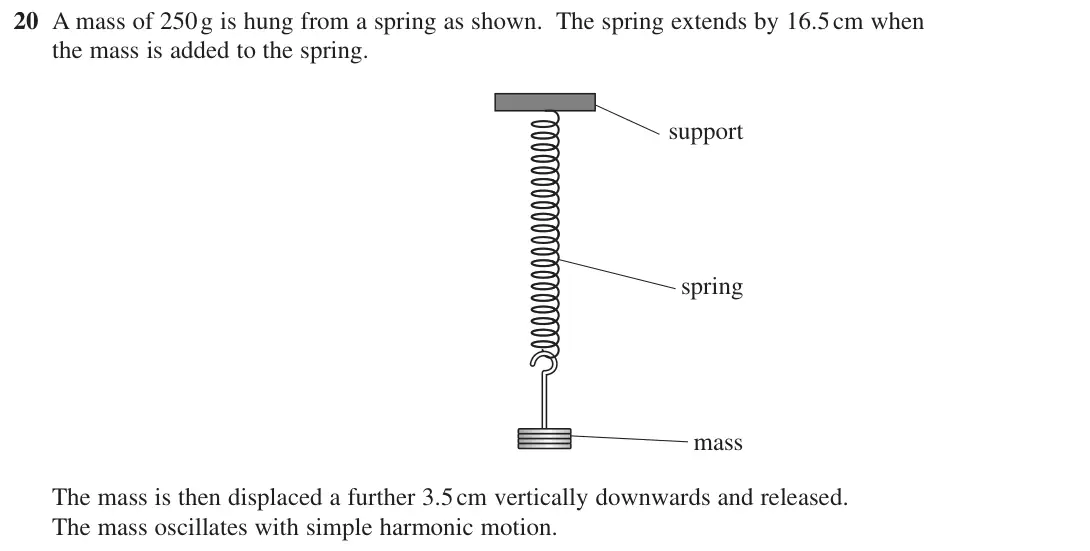 20 A mass of 250 g is hung from a spring as shown. The spring extends by 16.5 cm when
the mass is added to the spring.
support
spring
mass
The mass is then displaced a further 3.5 cm vertically downwards and released.
The mass oscillates with simple harmonic motion.